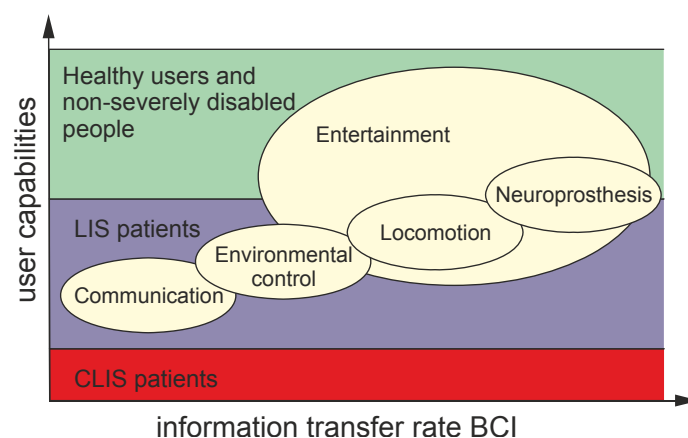 Healthy users and
non-severely disabled
people
Entertainment
Neuroprosthesis
LIS patients
Locomotion
Environmental
control
Communication
CLIS patients
user capabilities
information transfer rate BCI